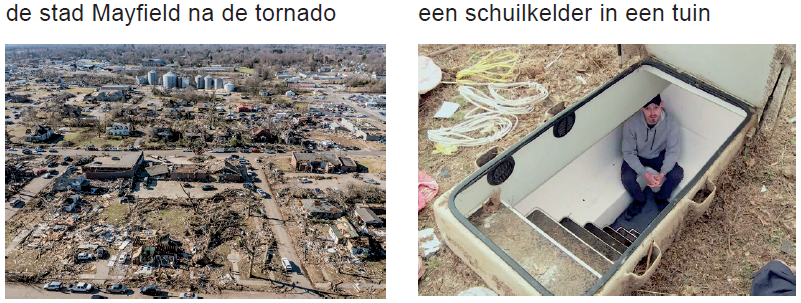 de stad Mayfield na de tornado
een schuilkelder in een tuin